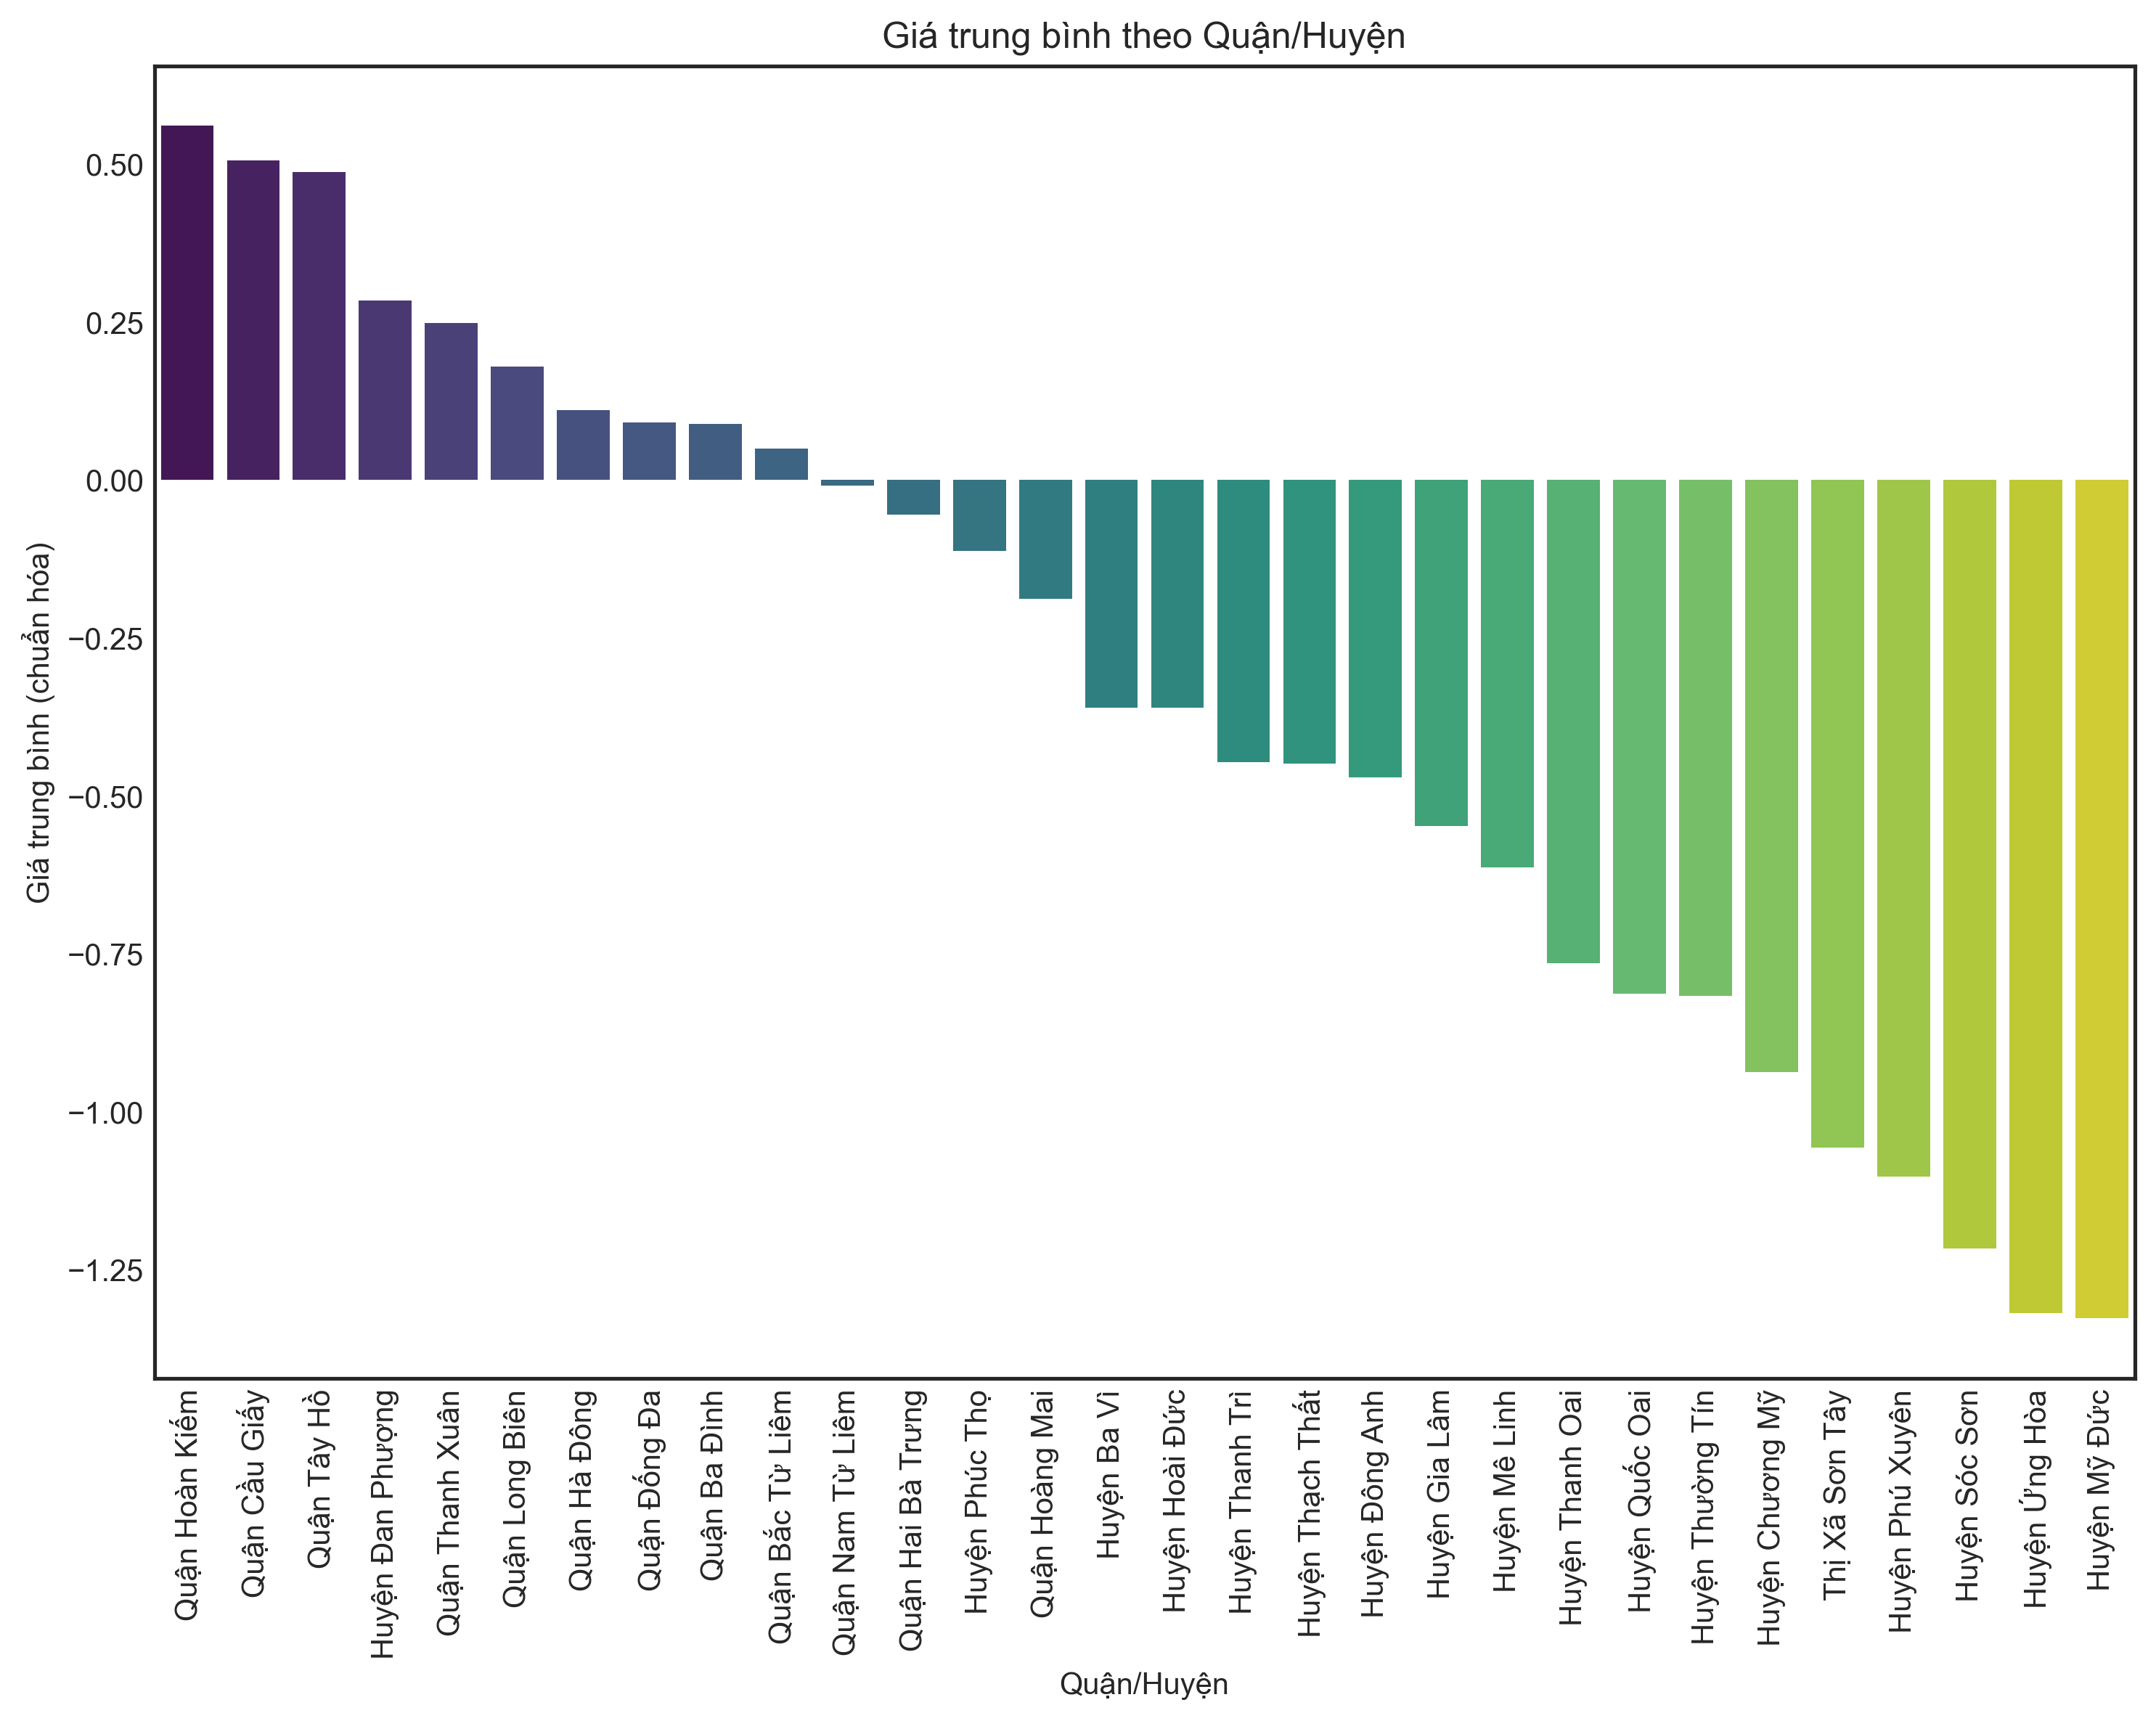 Giá trung bình theo Quận/Huyện
Giá trung bình (chuẩn hóa)
0.50
0.25
0.00
−0.25
−0.50
−0.75
−1.00
−1.25
Quận Hoàn Kiếm
Quận Cầu Giấy
Quận Tây Hồ
Huyện Đan Phượng
Quận Thanh Xuân
Quận Long Biên
Quận Hà Đông
Quận Đống Đa
Quận Ba Đình
Quận Bắc Từ Liêm
Quận Nam Từ Liêm
Quận Hai Bà Trưng
Huyện Phúc Thọ
Quận Hoàng Mai
Huyện Ba Vì
Huyện Hoài Đức
Huyện Thanh Trì
Huyện Thạch Thất
Huyện Đông Anh
Huyện Gia Lâm
Huyện Mê Linh
Huyện Thanh Oai
Huyện Quốc Oai
Huyện Thường Tín
Huyện Chương Mỹ
Thị Xã Sơn Tây
Huyện Phú Xuyên
Huyện Sóc Sơn
Huyện Ứng Hòa
Huyện Mỹ Đức
Quận/Huyện